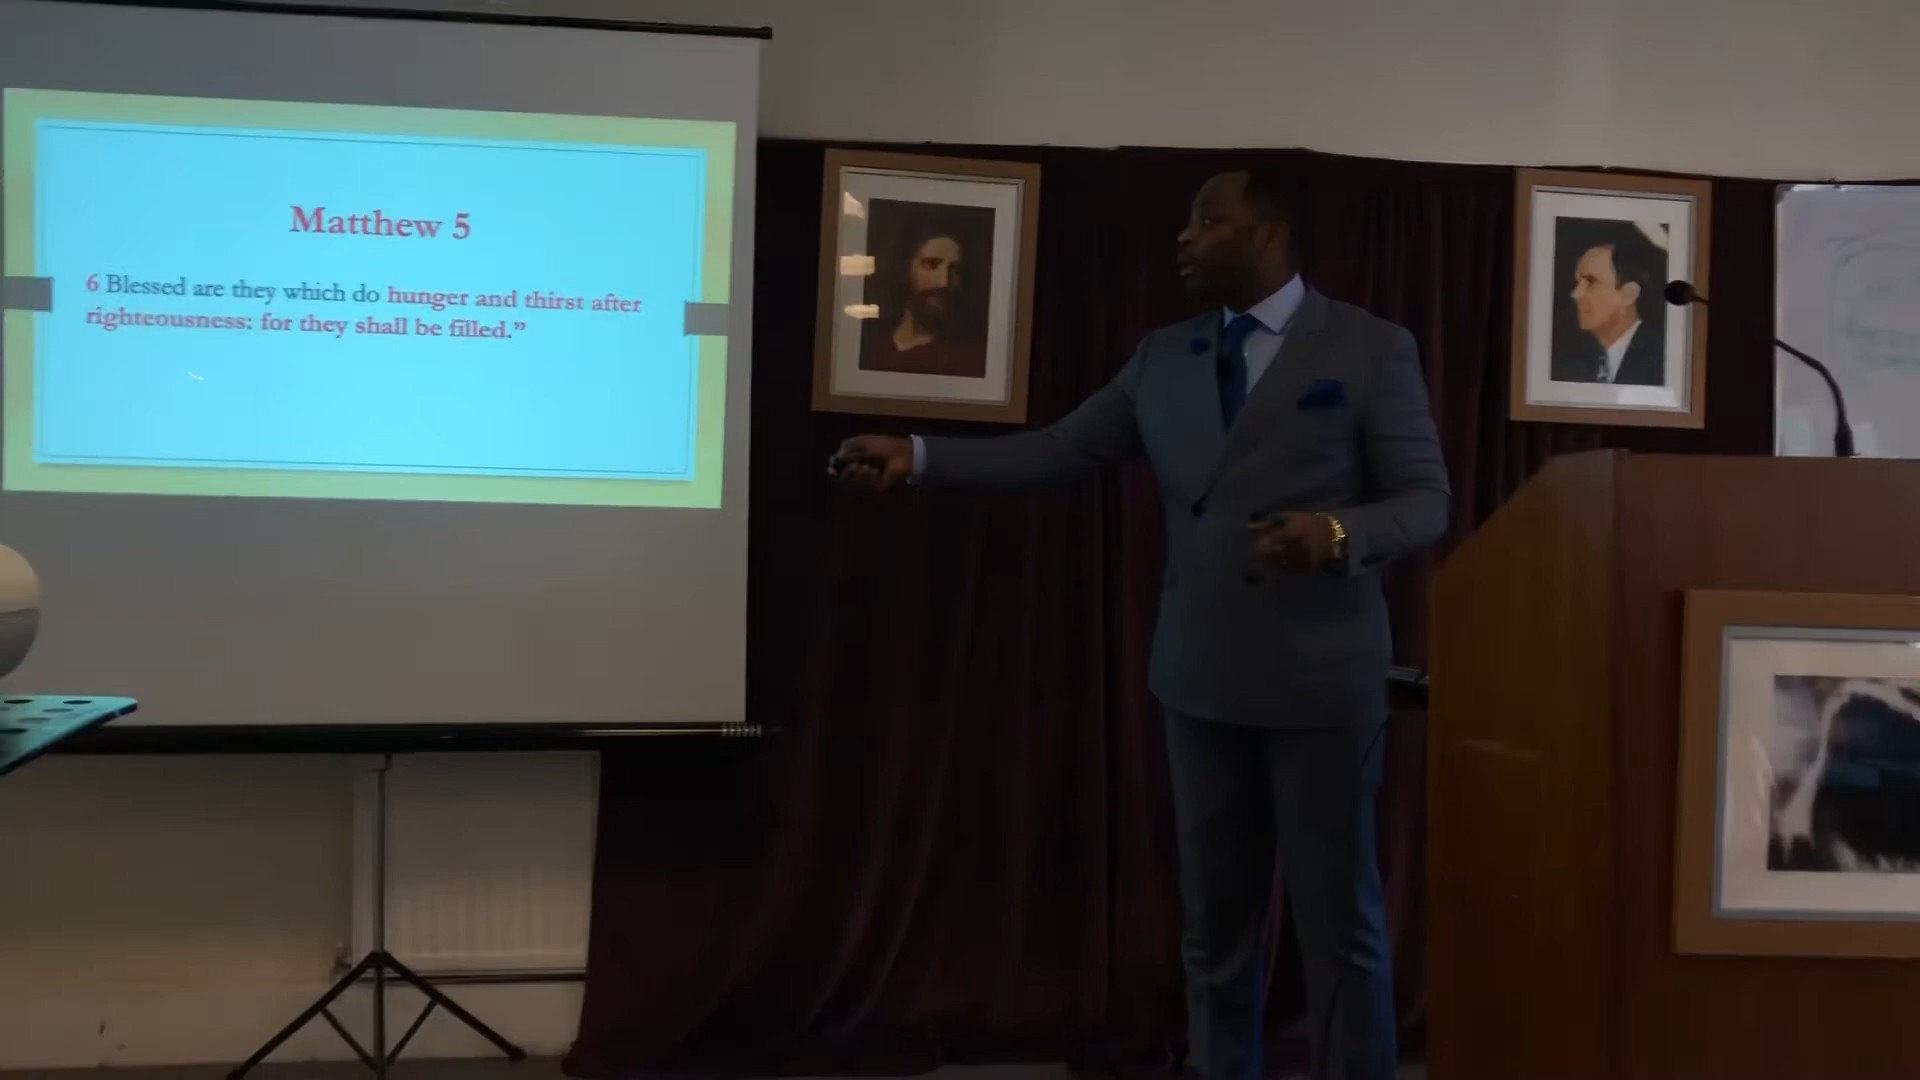 Matthew 5
6 Blessed are they which do hunger and thirst after
righteousness: for they shall be filled.”